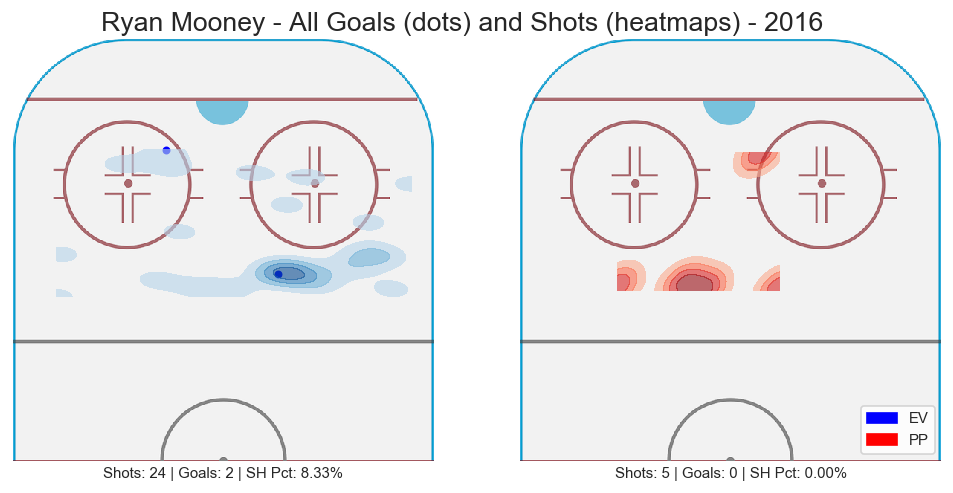 Ryan Mooney - All Goals (dots) and Shots (heatmaps) - 2016
EV
PP
Shots: 24 | Goals: 2 | SH Pct: 8.33%
Shots: 5 | Goals: 0 | SH Pct: 0.00%